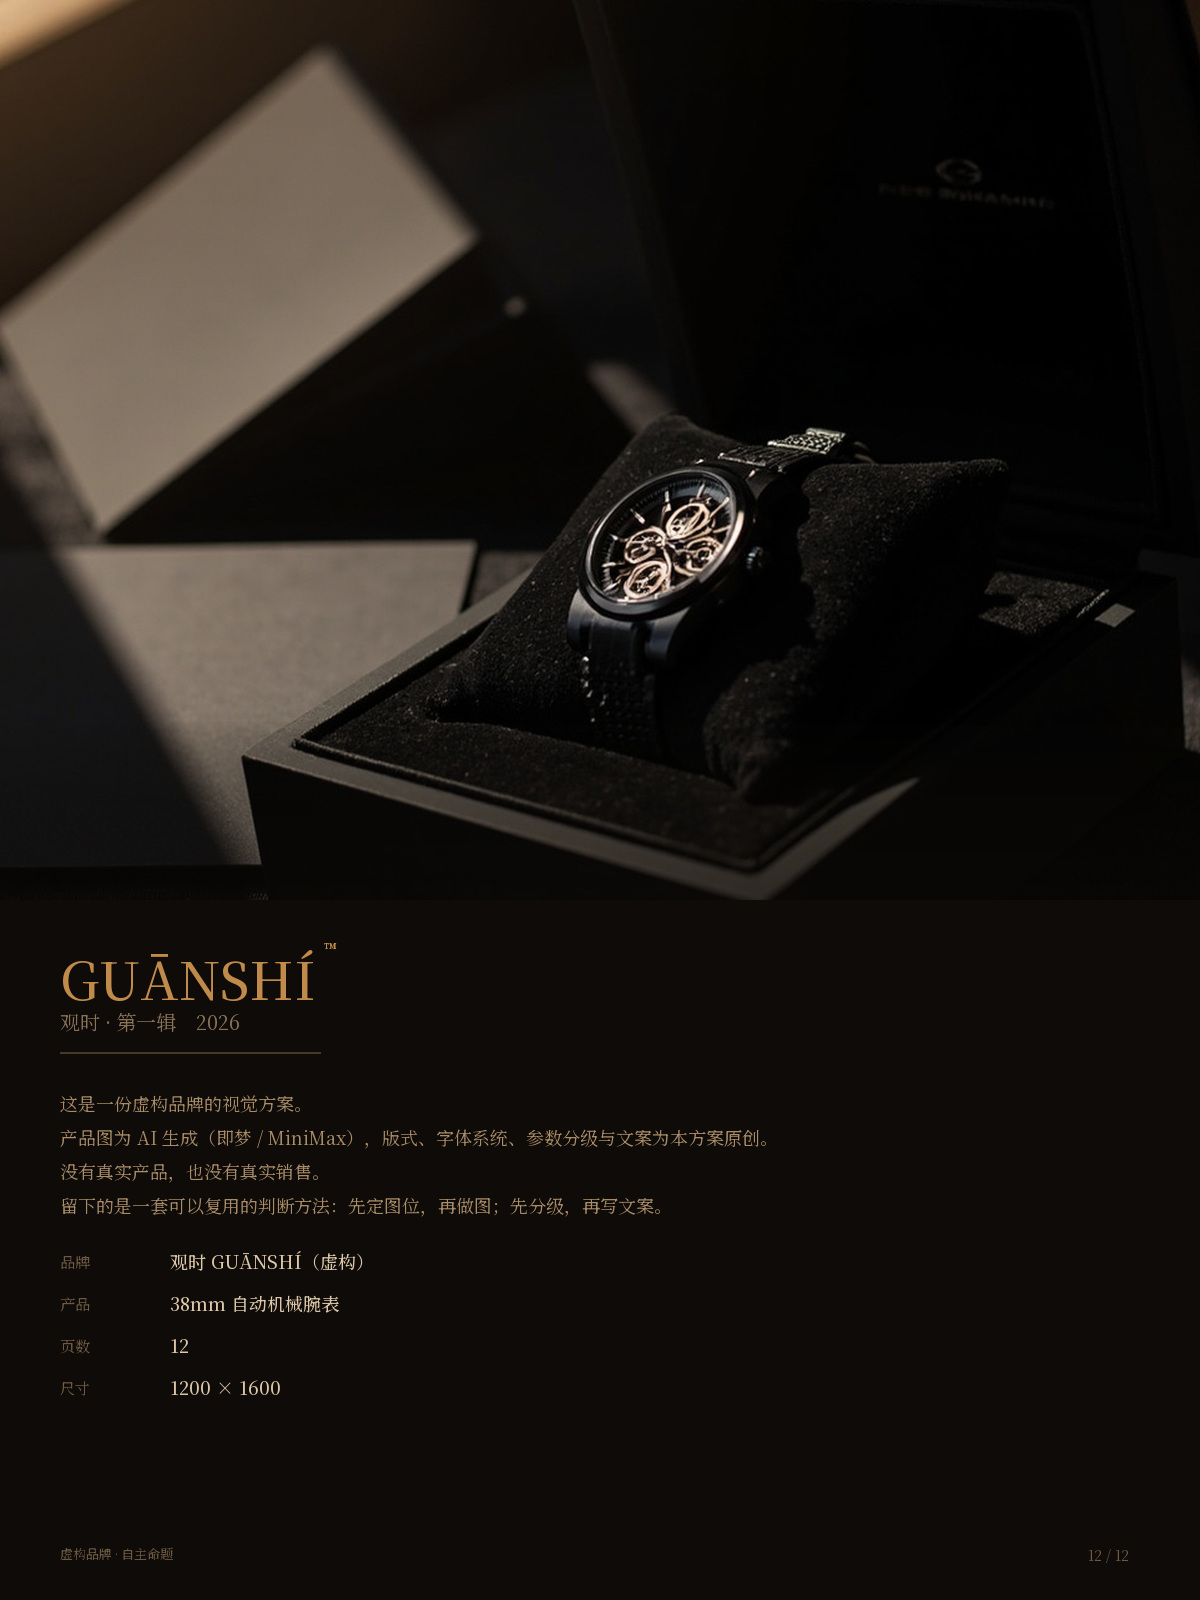 GUĀNSHÍ™
观时 · 第一辑 2026
这是一份虚构品牌的视觉方案。
产品图为 AI 生成（即梦 / MiniMax），版式、字体系统、参数分级与文案为本方案原创。
没有真实产品，也没有真实销售。
留下的是一套可以复用的判断方法：先定图位，再做图；先分级，再写文案。
品牌 观时 GUĀNSHÍ（虚构）
产品 38mm 自动机械腕表
页数 12
尺寸 1200 × 1600
虚构品牌 · 自主命题
12 / 12